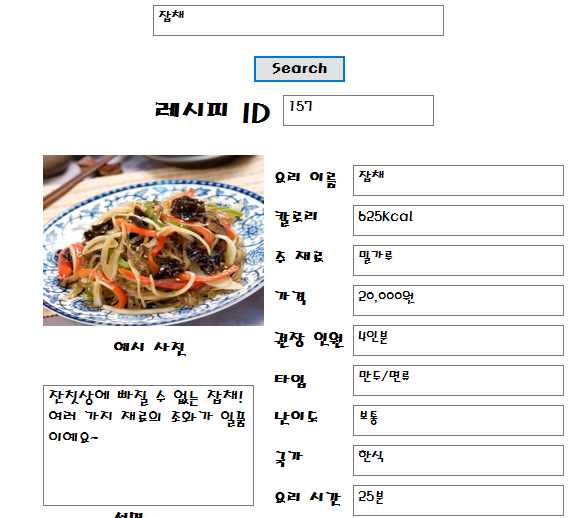 잡채
Search
레시피 ID 157
요리 이름 잡채
칼로리 625Kcal
주 재료 밀가루
가격 20,000원
권장 인원 4인분
타입 만두/면류
난이도 보통
국가 한식
요리 시간 25분
예시 사진
잔칫상에 빠질 수 없는 잡채!
여러 가지 재료의 조화가 일품
이예요~
설명